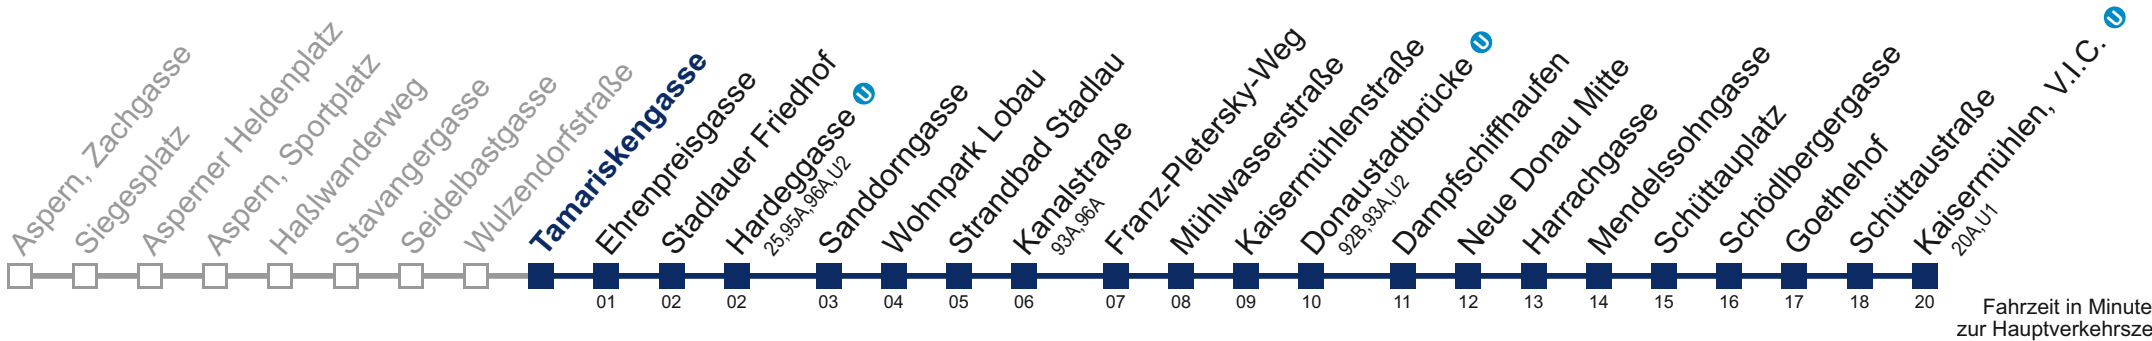 Aspern, Zachgasse
Siegesplatz
Asperner Heldenplatz
Aspern, Sportplatz
Haßlwanderweg
Stavangergasse
Seidelbastgasse
Wulzendorfstraße
Tamariskengasse
Ehrenpreisgasse
Stadlauer Friedhof
Hardeggasse U
25,95A,96A,U2
Sanddorngasse
Wohnpark Lobau
Strandbad Stadlau
Kanalstraße
93A,96A
Franz-Pletersky-Weg
Mühlwasserstraße
Kaisermühlenstraße
Donaustadtbrücke U
92B,93A,U2
Dampfschiffhaufen
Neue Donau Mitte
Harrachgasse
Mendelssohngasse
Schüttauplatz
Schödlbergergasse
Goethehof
Schüttaustraße
Kaisermühlen, V.I.C. U
20A,U1
01 02 02 03 04 05 06 07 08 09 10 11 12 13 14 15 16 17 18 20
Fahrzeit in Minute
zur Hauptverkehrsze